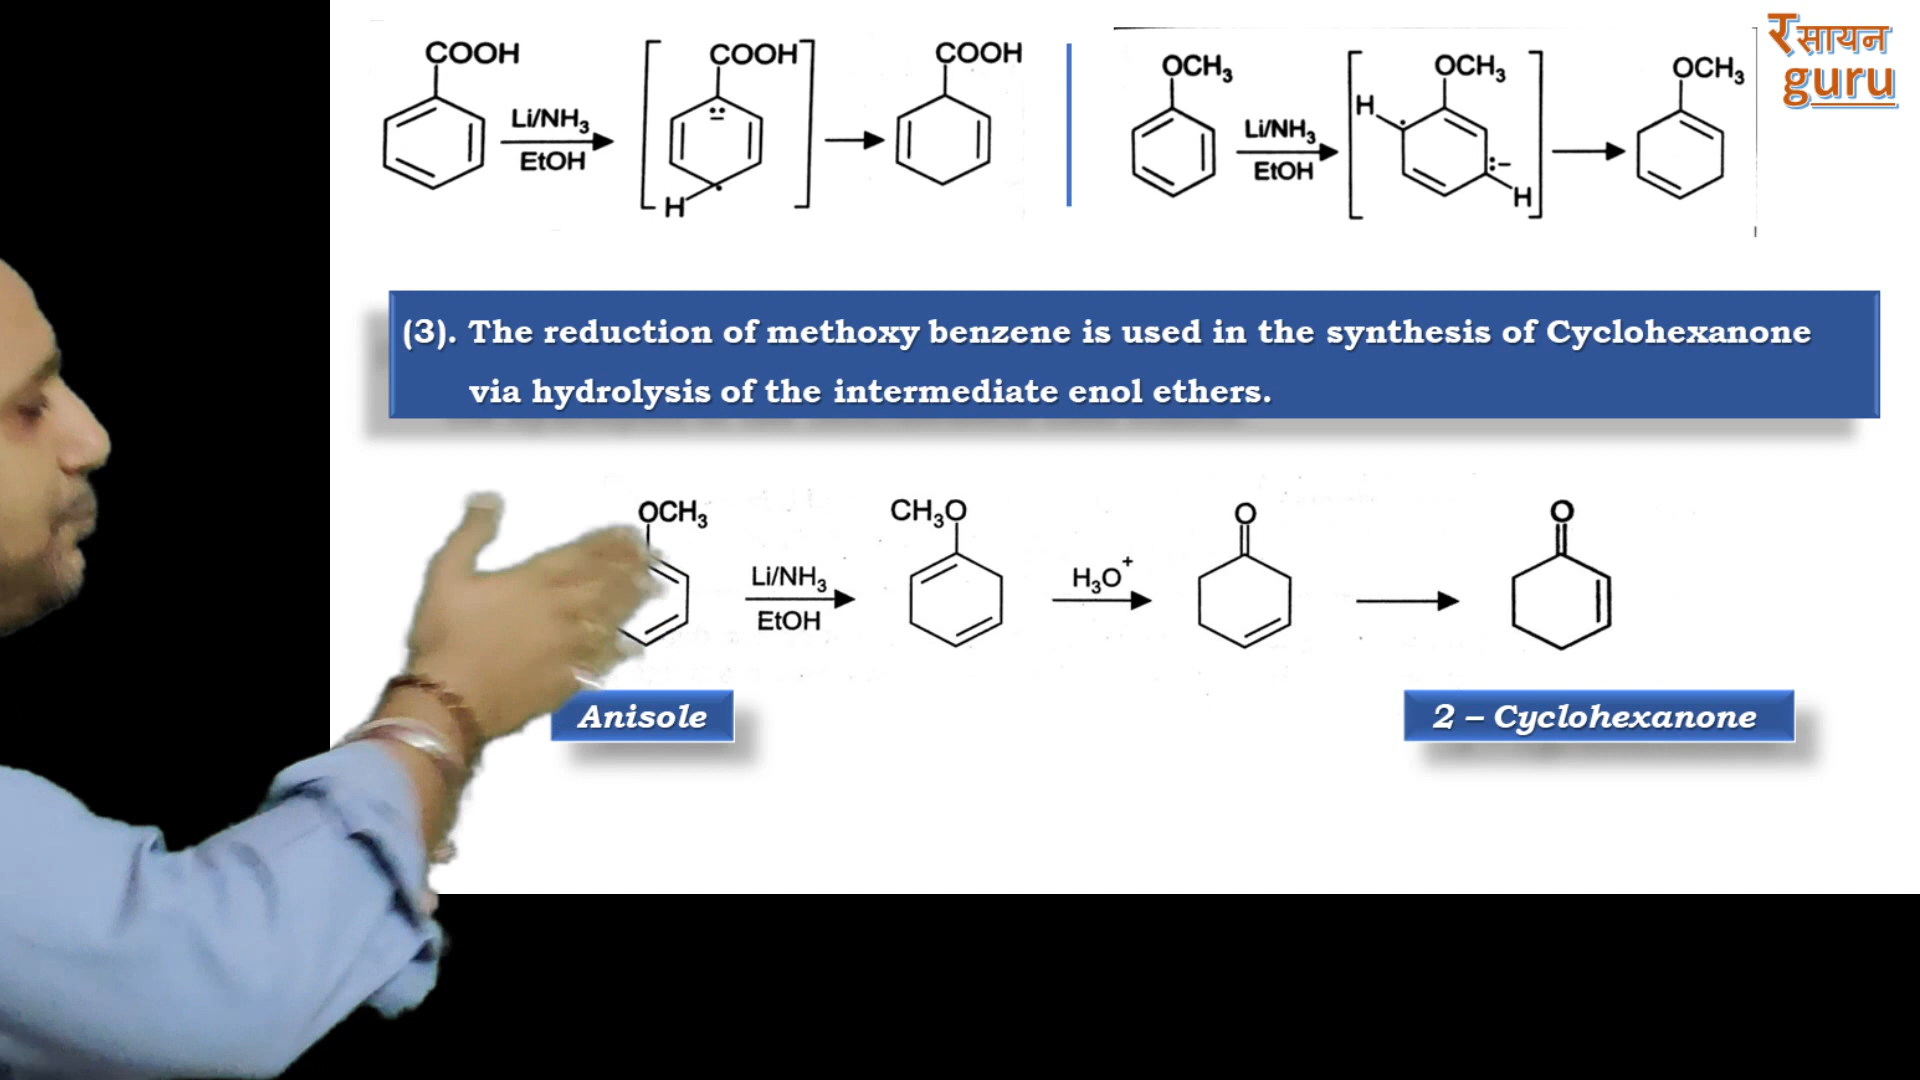 रसायन
guru
COOH
Li/NH₃
EtOH
COOH
H
COOH
OCH₃
Li/NH₃
EtOH
H
OCH₃
:–
H
OCH₃
(3). The reduction of methoxy benzene is used in the synthesis of Cyclohexanone
via hydrolysis of the intermediate enol ethers.
OCH₃
Li/NH₃
EtOH
CH₃O
H₃O⁺
O
O
Anisole
2 – Cyclohexanone